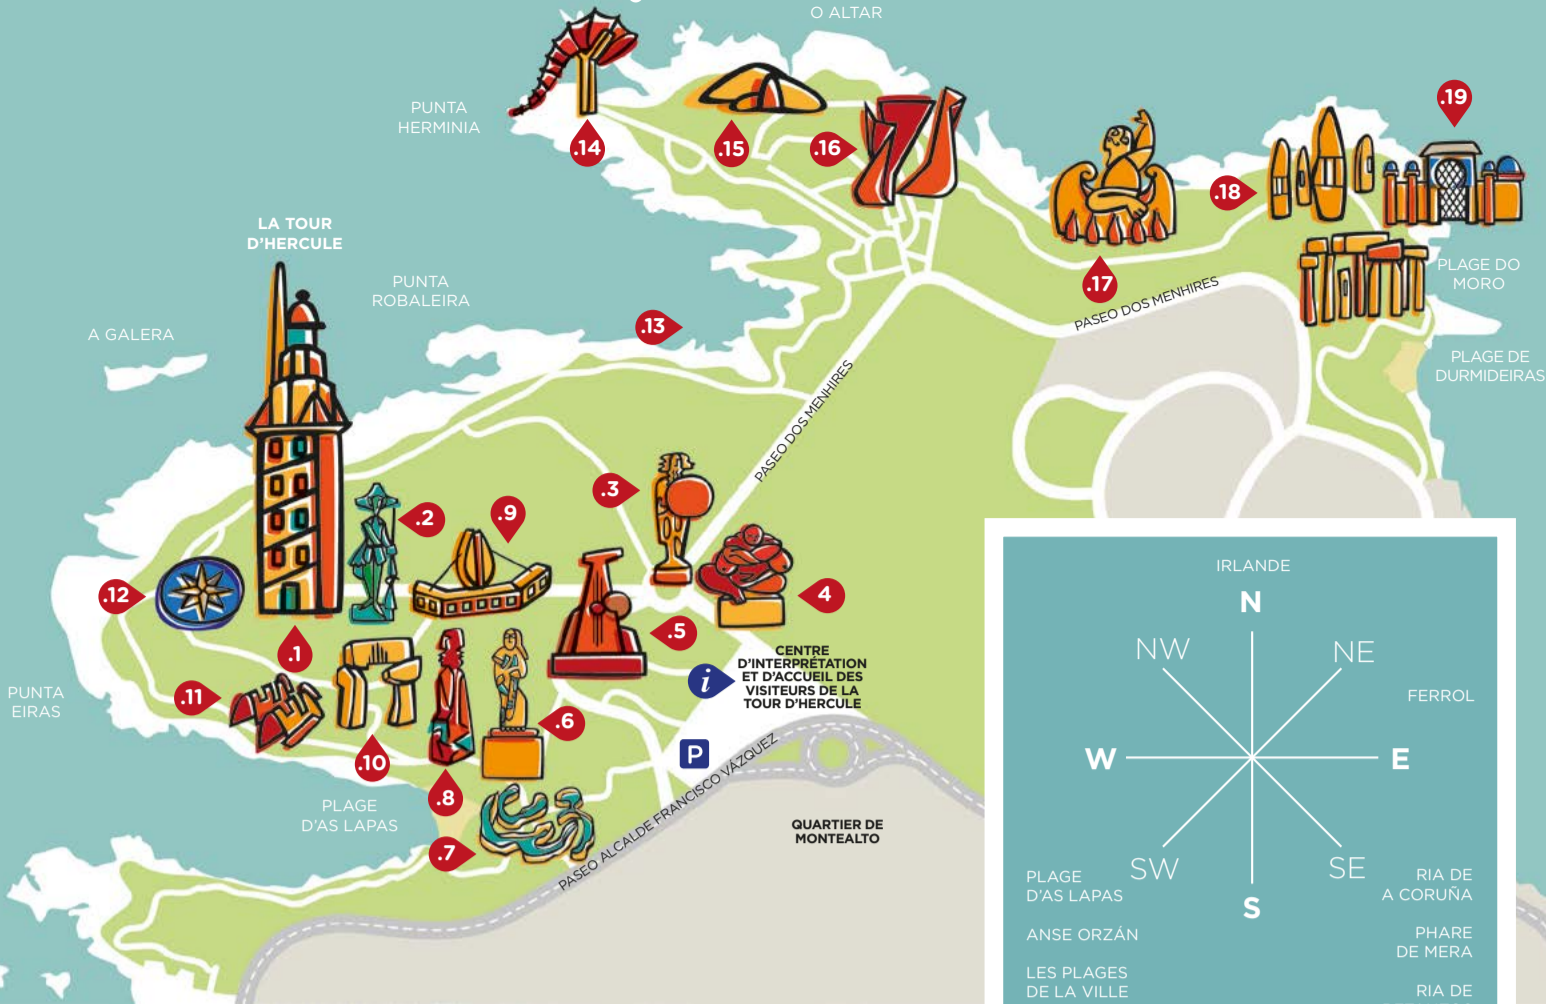 O ALTAR
PUNTA
HERMINIA
.14
.15
.16
.17
.18
.19
PLAGE DO
MORO
PLAGE DE
DURMIDEIRAS
PASEO DOS MENHIRES
LA TOUR
D'HERCULE
PUNTA
ROBALEIRA
A GALERA
.13
PASEO DOS MENHIRES
.3
.2
.9
.12
.1
4
.5
i
CENTRE
D'INTERPRÉTATION
ET D'ACCUEIL DES
VISITEURS DE LA
TOUR D'HERCULE
PUNTA
EIRAS
.11
.10
.6
.8
P
PLAGE
D'AS LAPAS
.7
PASEO ALCALDE FRANCISCO VÁZQUEZ
QUARTIER DE
MONTEALTO
IRLANDE
N
NW
NE
FERROL
W
E
SW
SE
S
PLAGE
D'AS LAPAS
ANSE ORZÁN
LES PLAGES
DE LA VILLE
RIA DE
A CORUÑA
PHARE
DE MERA
RIA DE